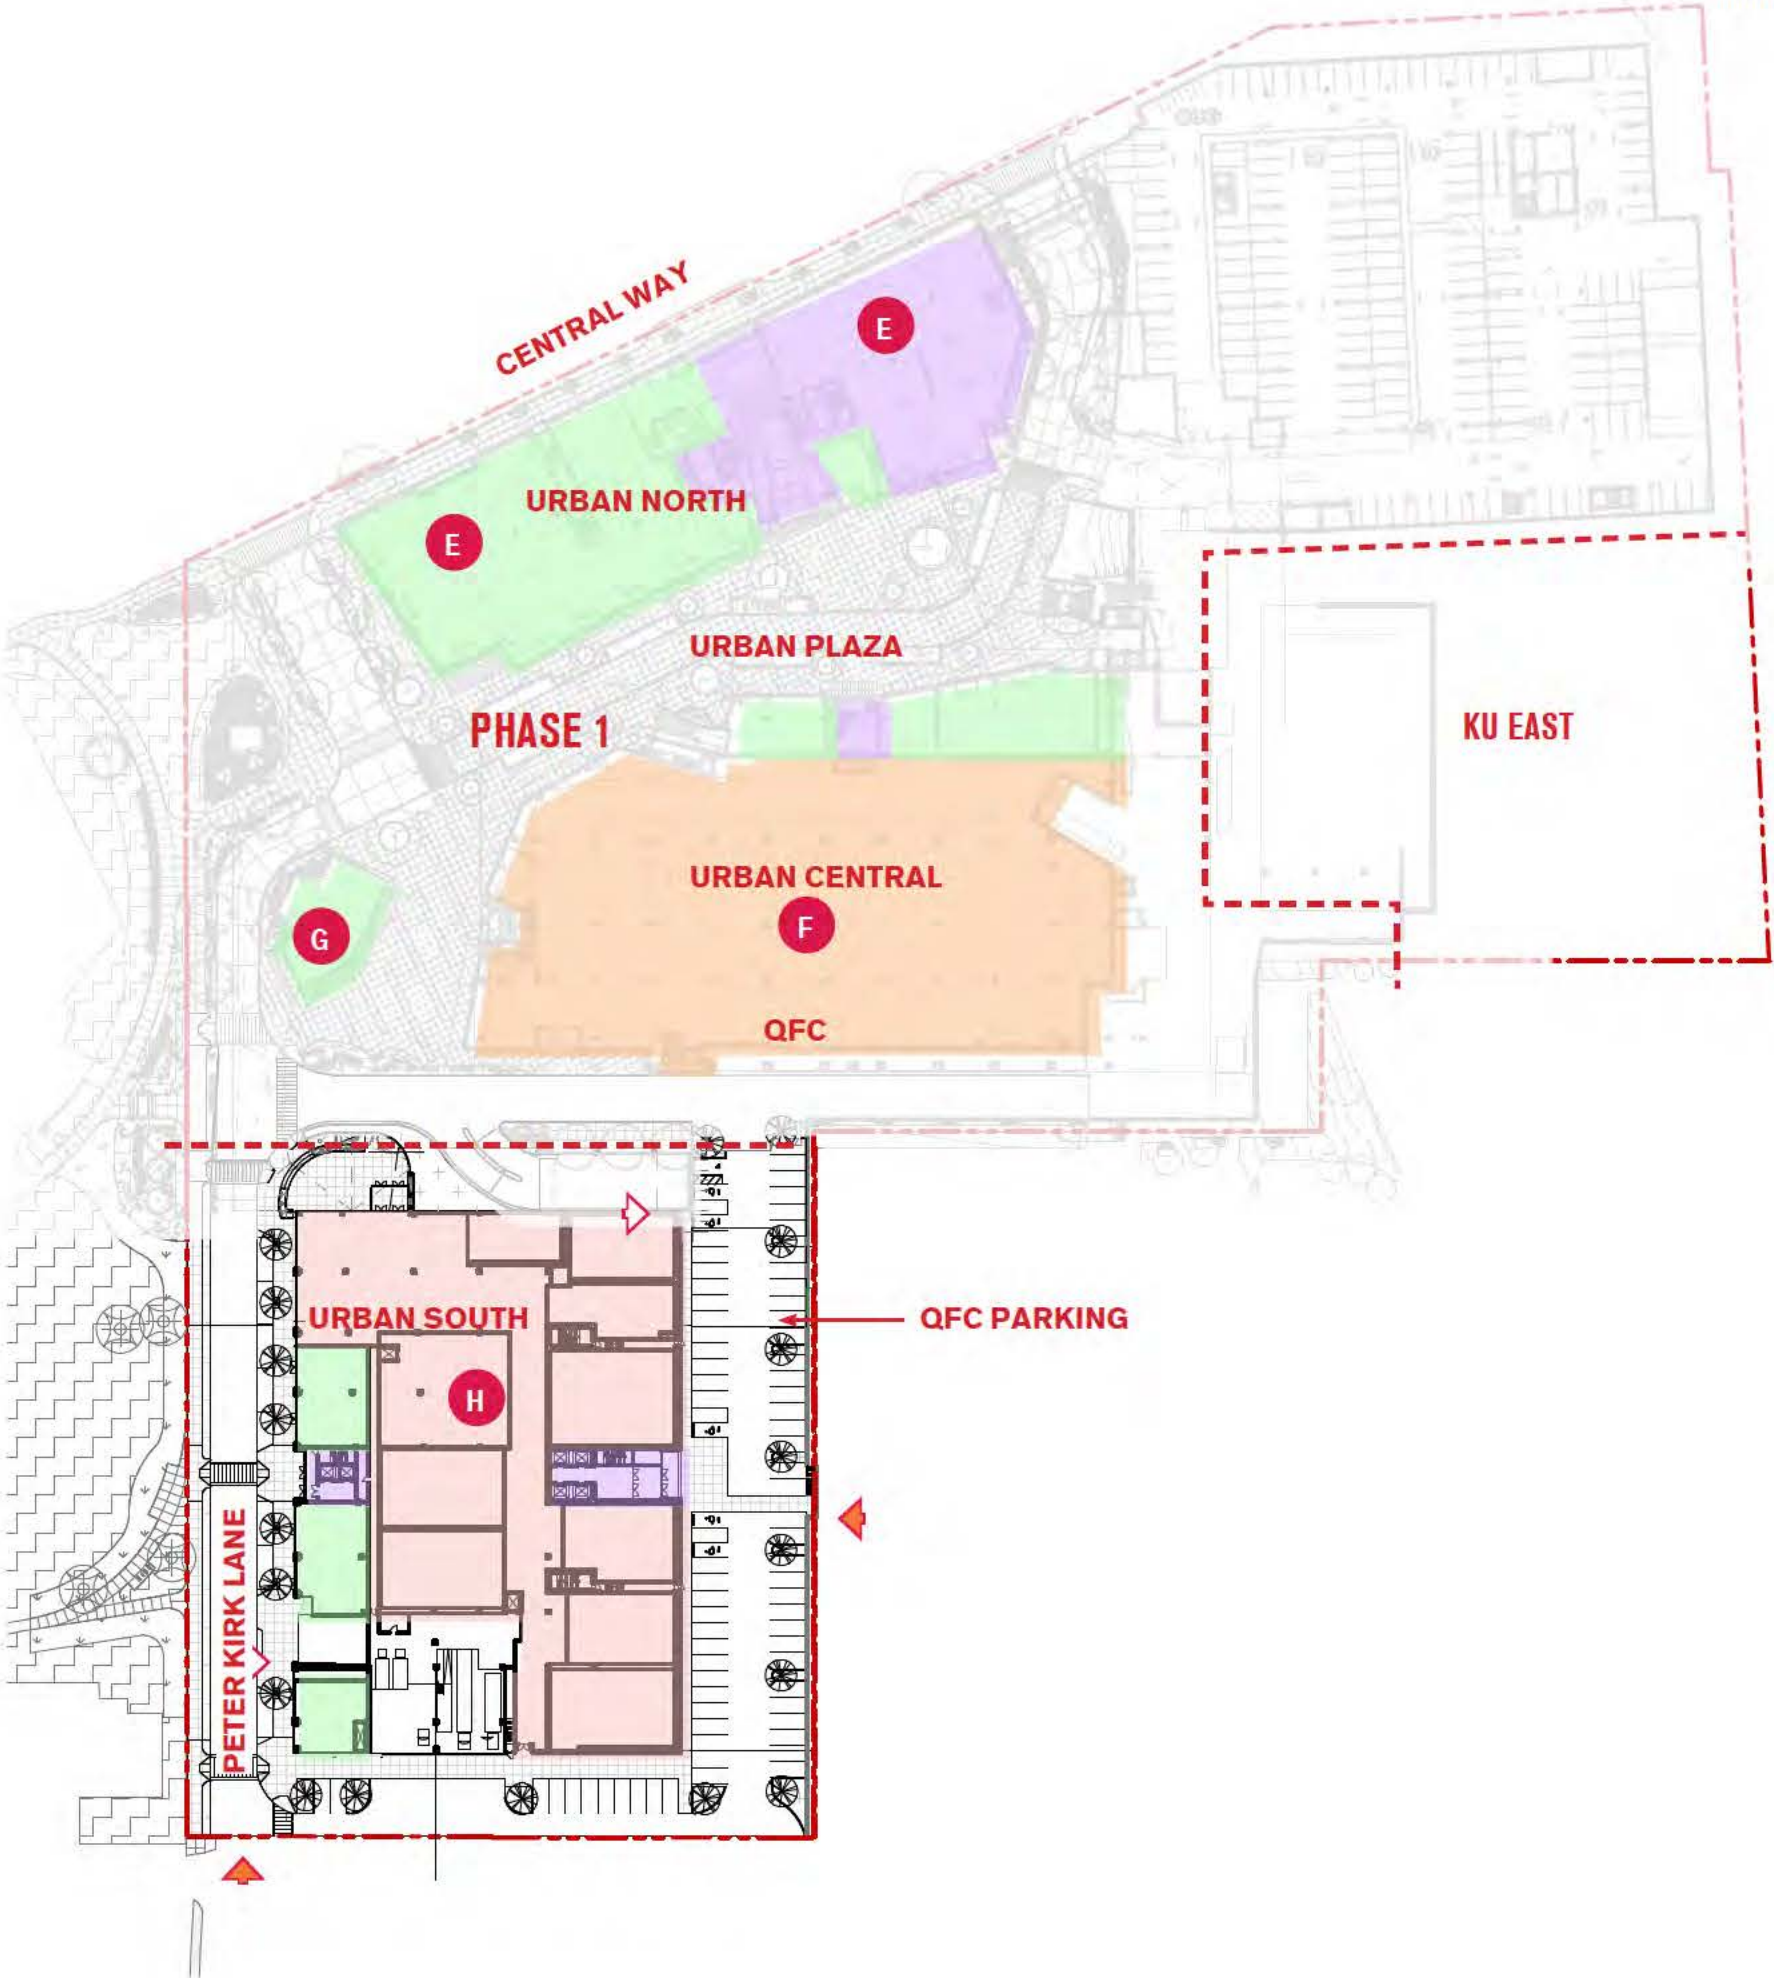 CENTRAL WAY
E
URBAN NORTH
E
URBAN PLAZA
PHASE 1
KU EAST
URBAN CENTRAL
F
G
QFC
URBAN SOUTH
QFC PARKING
H
PETER KIRK LANE